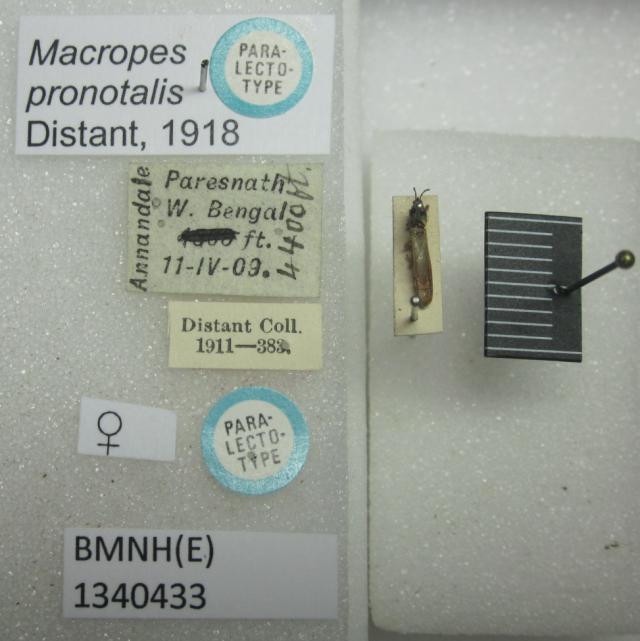 Macropes
pronotalis
Distant, 1918
PARA-
LECTO-
TYPE
Annandale
Paresnath
W. Bengal
ft.
11-IV-09.
4400ft.
Distant Coll.
1911—383.
♀
PARA-
LECTO-
TYPE
BMNH(E)
1340433